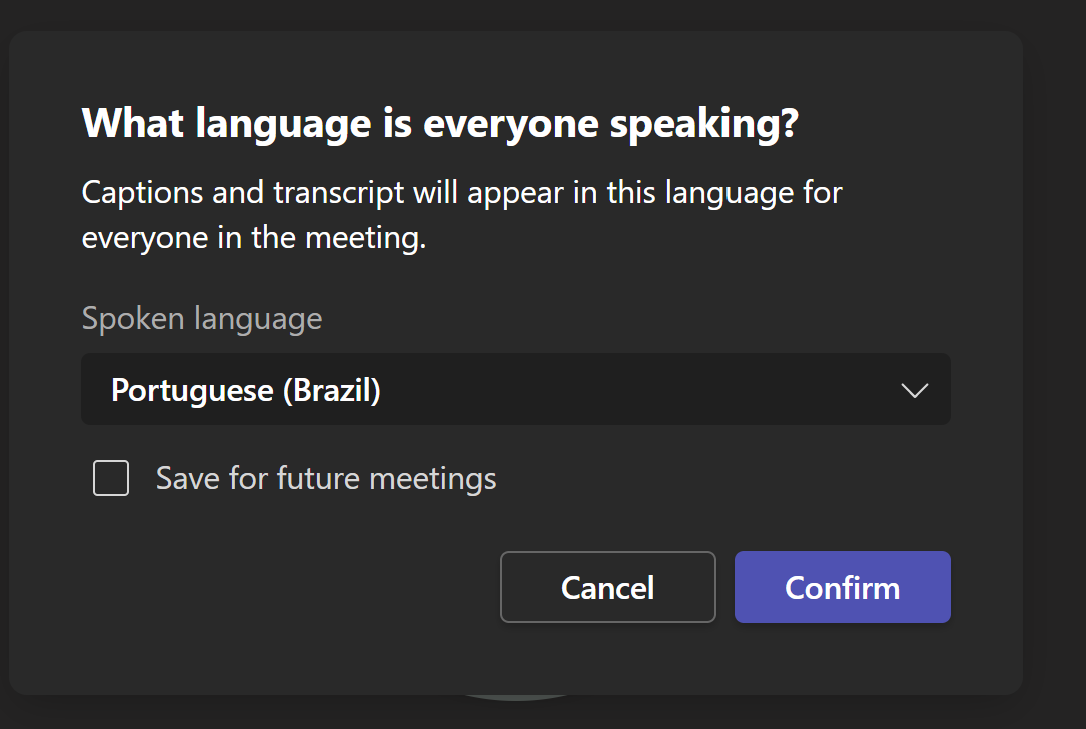 What language is everyone speaking?
Captions and transcript will appear in this language for
everyone in the meeting.
Spoken language
Portuguese (Brazil)
Save for future meetings
Cancel
Confirm